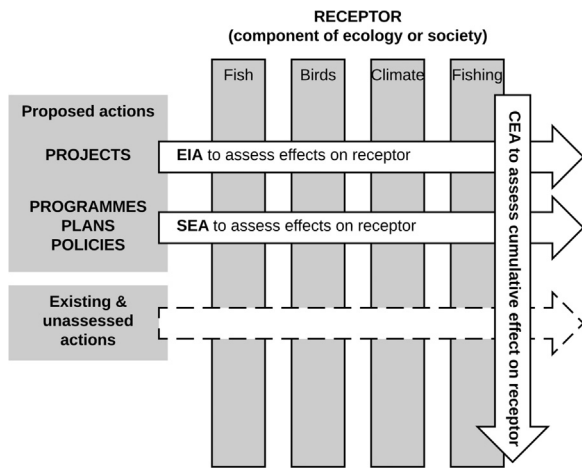 RECEPTOR
(component of ecology or society)
Fish
Birds
Climate
Fishing
Proposed actions
PROJECTS
EIA to assess effects on receptor
PROGRAMMES
PLANS
POLICIES
SEA to assess effects on receptor
Existing &
unassessed
actions
CEA to assess cumulative effect on receptor